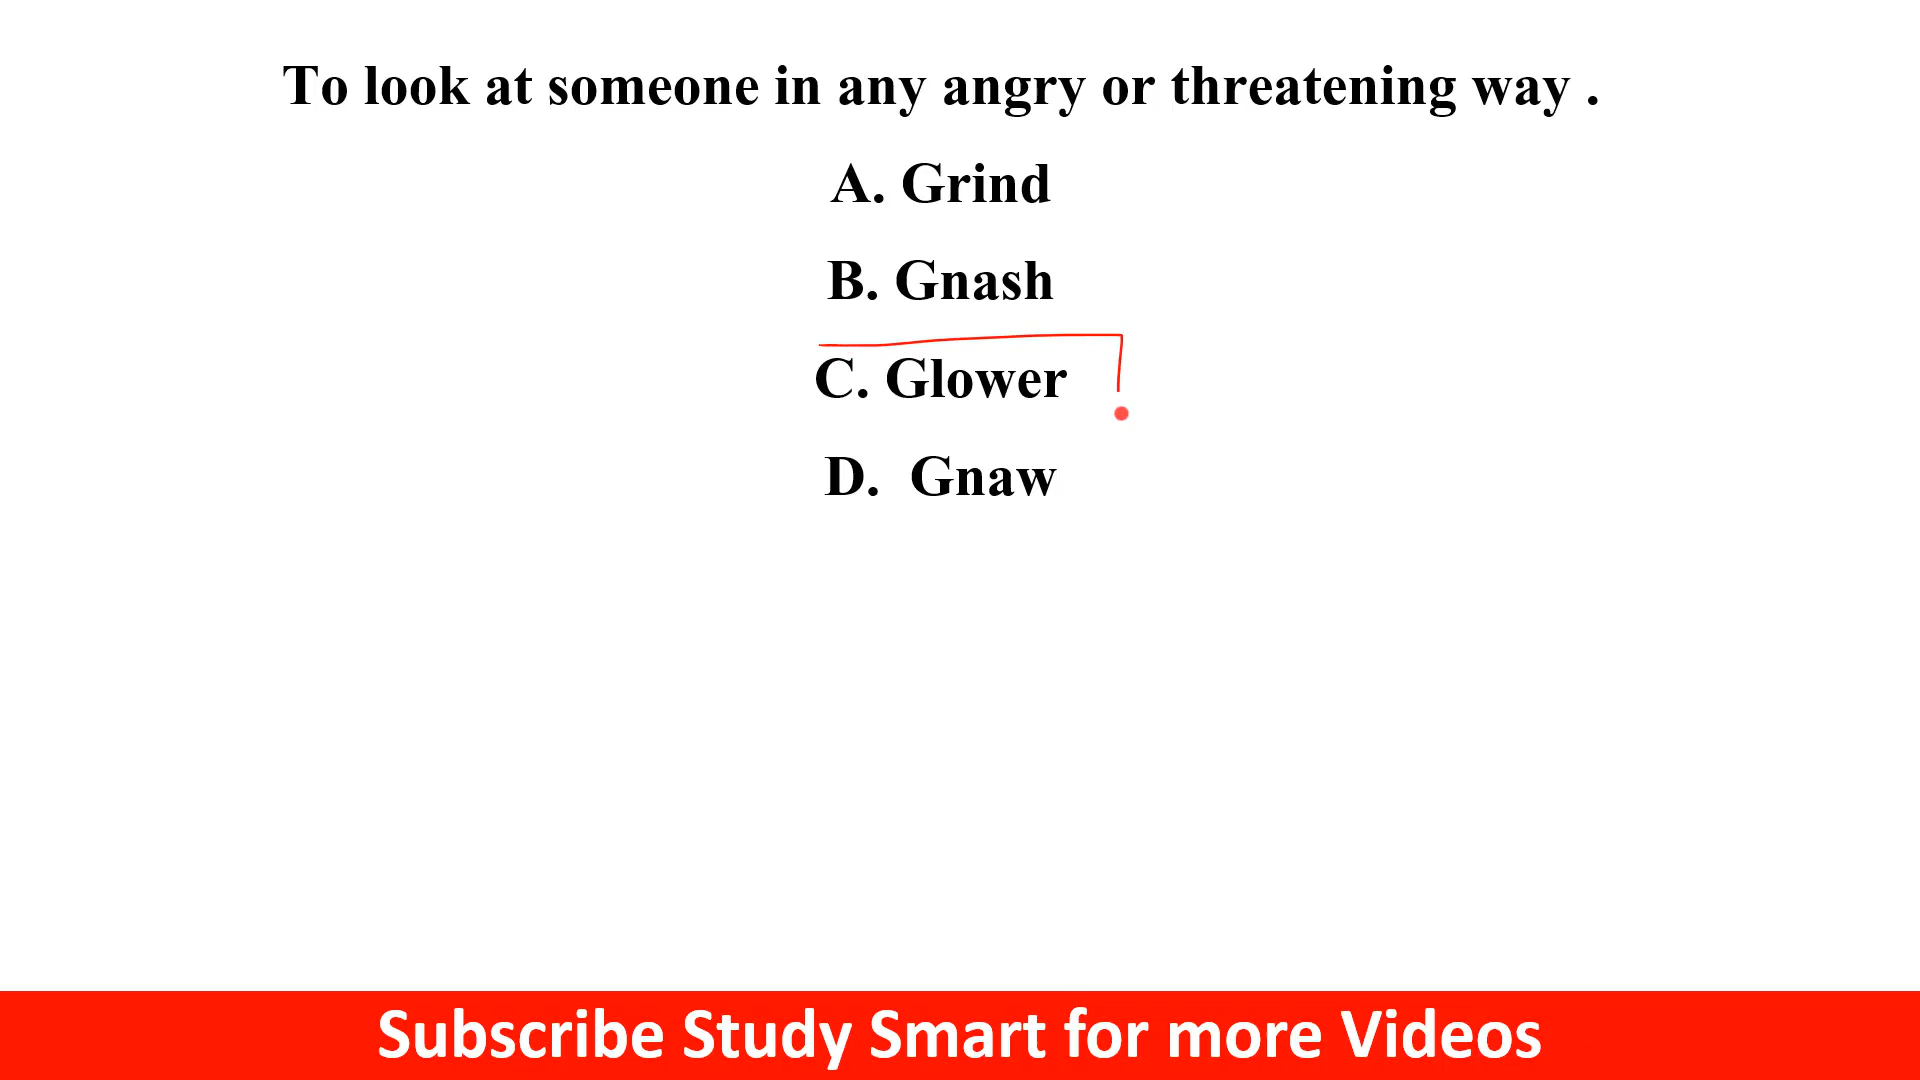 To look at someone in any angry or threatening way .
A. Grind
B. Gnash
C. Glower
D. Gnaw
Subscribe Study Smart for more Videos